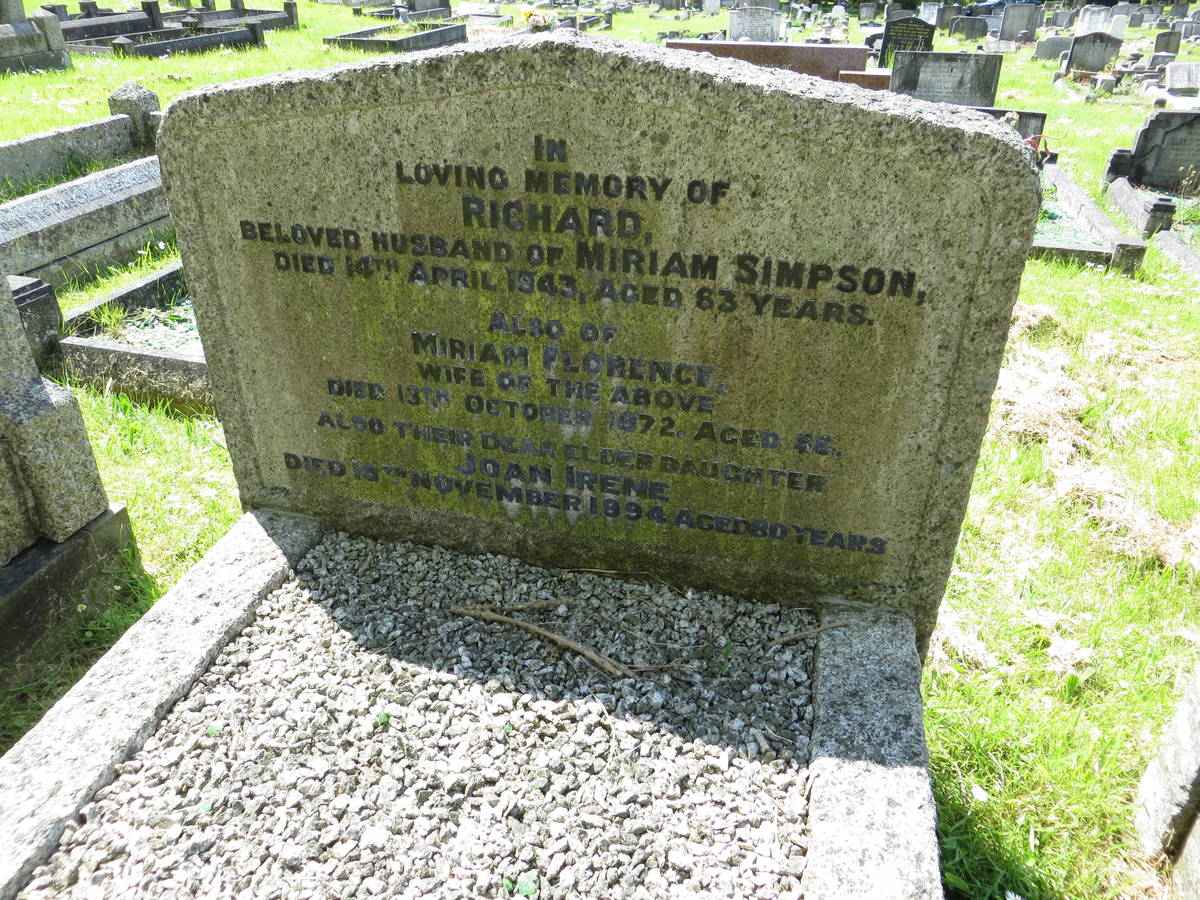 IN
LOVING MEMORY OF
RICHARD,
BELOVED HUSBAND OF MIRIAM SIMPSON,
DIED 14TH APRIL 1943, AGED 63 YEARS.
ALSO OF
MIRIAM FLORENCE,
WIFE OF THE ABOVE
DIED 13TH OCTOBER 1972. AGED 86.
ALSO THEIR DEAR ELDER DAUGHTER
JOAN IRENE
DIED 18TH NOVEMBER 1994 AGED 80 YEARS